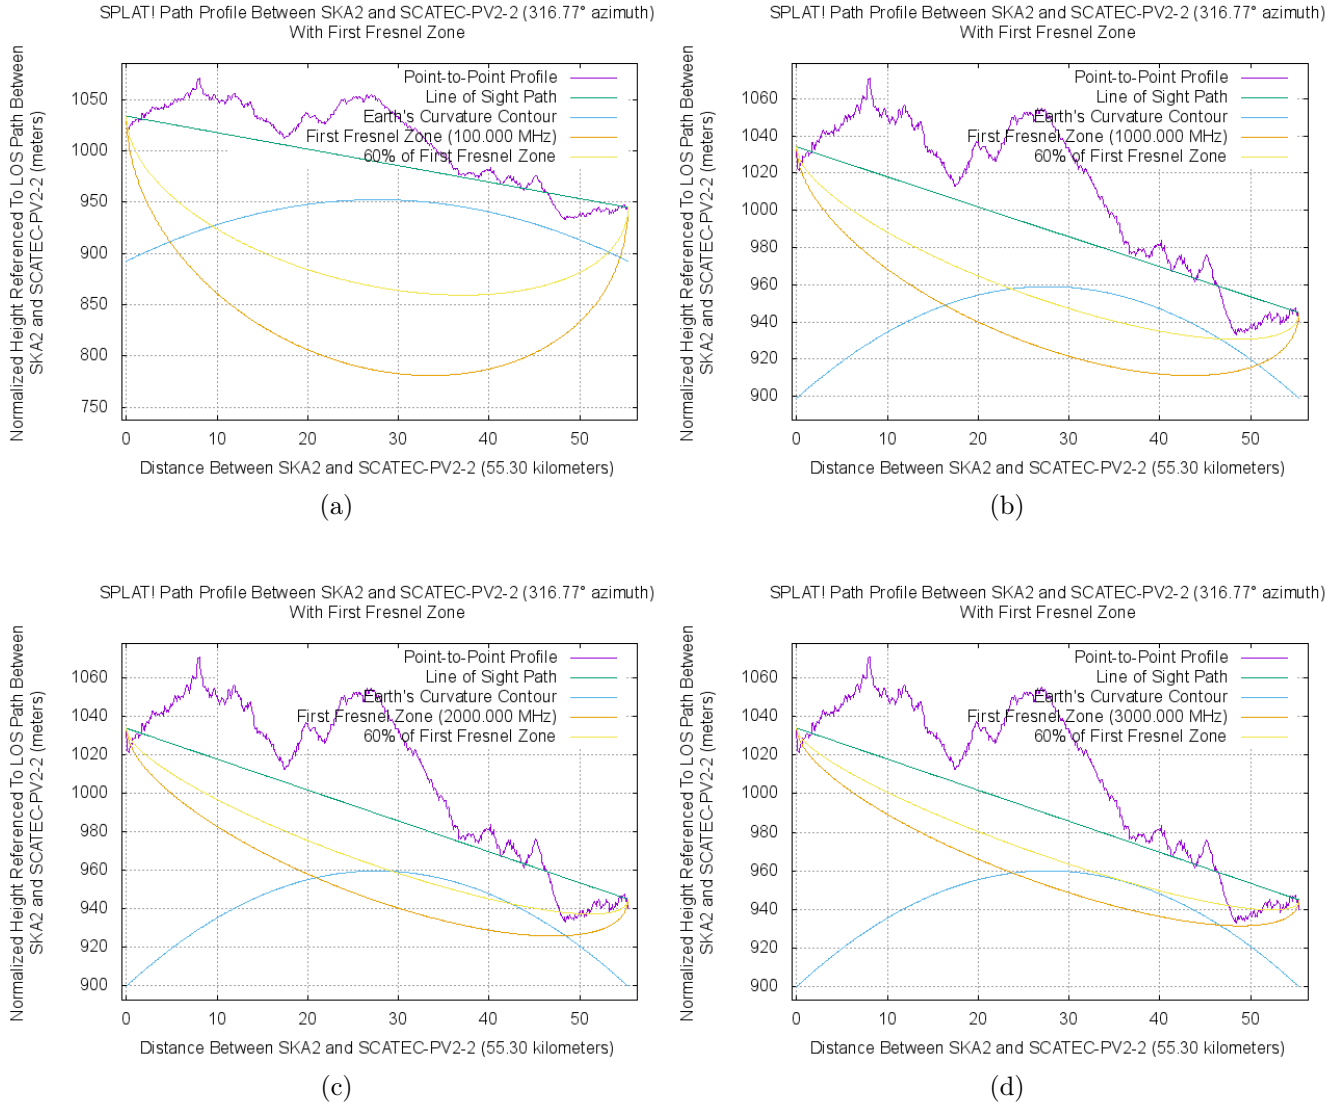 SPLAT! Path Profile Between SKA2 and SCATEC-PV2-2 (316.77° azimuth)
With First Fresnel Zone
Normalized Height Referenced To LOS Path Between
SKA2 and SCATEC-PV2-2 (meters)
Point-to-Point Profile
Line of Sight Path
Earth's Curvature Contour
First Fresnel Zone (100.000 MHz)
60% of First Fresnel Zone
1050
1000
950
900
850
800
750
0 10 20 30 40 50
Distance Between SKA2 and SCATEC-PV2-2 (55.30 kilometers)
(a)
SPLAT! Path Profile Between SKA2 and SCATEC-PV2-2 (316.77° azimuth)
With First Fresnel Zone
Normalized Height Referenced To LOS Path Between
SKA2 and SCATEC-PV2-2 (meters)
Point-to-Point Profile
Line of Sight Path
Earth's Curvature Contour
First Fresnel Zone (1000.000 MHz)
60% of First Fresnel Zone
1060
1040
1020
1000
980
960
940
920
900
0 10 20 30 40 50
Distance Between SKA2 and SCATEC-PV2-2 (55.30 kilometers)
(b)
SPLAT! Path Profile Between SKA2 and SCATEC-PV2-2 (316.77° azimuth)
With First Fresnel Zone
Normalized Height Referenced To LOS Path Between
SKA2 and SCATEC-PV2-2 (meters)
Point-to-Point Profile
Line of Sight Path
Earth's Curvature Contour
First Fresnel Zone (2000.000 MHz)
60% of First Fresnel Zone
1060
1040
1020
1000
980
960
940
920
900
0 10 20 30 40 50
Distance Between SKA2 and SCATEC-PV2-2 (55.30 kilometers)
(c)
SPLAT! Path Profile Between SKA2 and SCATEC-PV2-2 (316.77° azimuth)
With First Fresnel Zone
Normalized Height Referenced To LOS Path Between
SKA2 and SCATEC-PV2-2 (meters)
Point-to-Point Profile
Line of Sight Path
Earth's Curvature Contour
First Fresnel Zone (3000.000 MHz)
60% of First Fresnel Zone
1060
1040
1020
1000
980
960
940
920
900
0 10 20 30 40 50
Distance Between SKA2 and SCATEC-PV2-2 (55.30 kilometers)
(d)